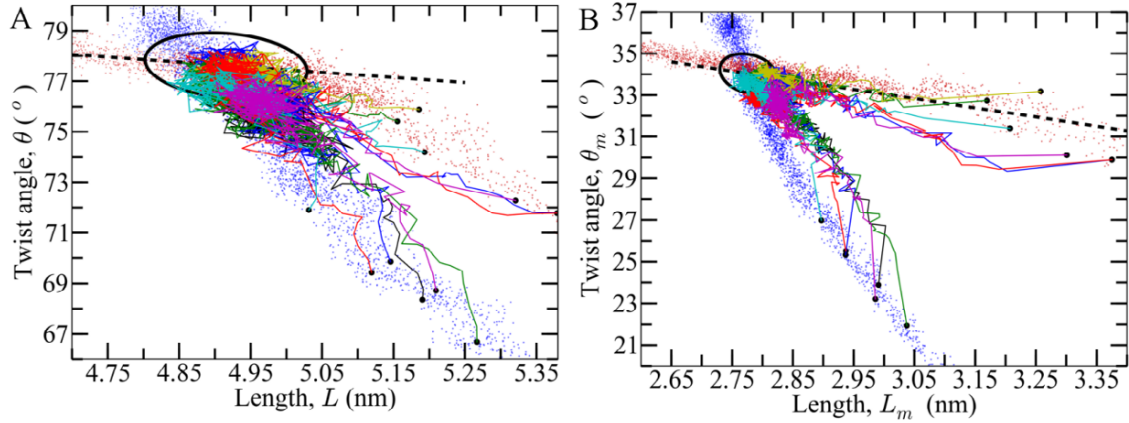 A
79
77
75
73
71
69
67
Twist angle, θ ( º )
4.75 4.85 4.95 5.05 5.15 5.25 5.35
Length, L (nm)
B
37
35
33
31
29
27
25
23
21
Twist angle, θm ( º )
2.65 2.75 2.85 2.95 3.05 3.15 3.25 3.35
Length, Lm (nm)